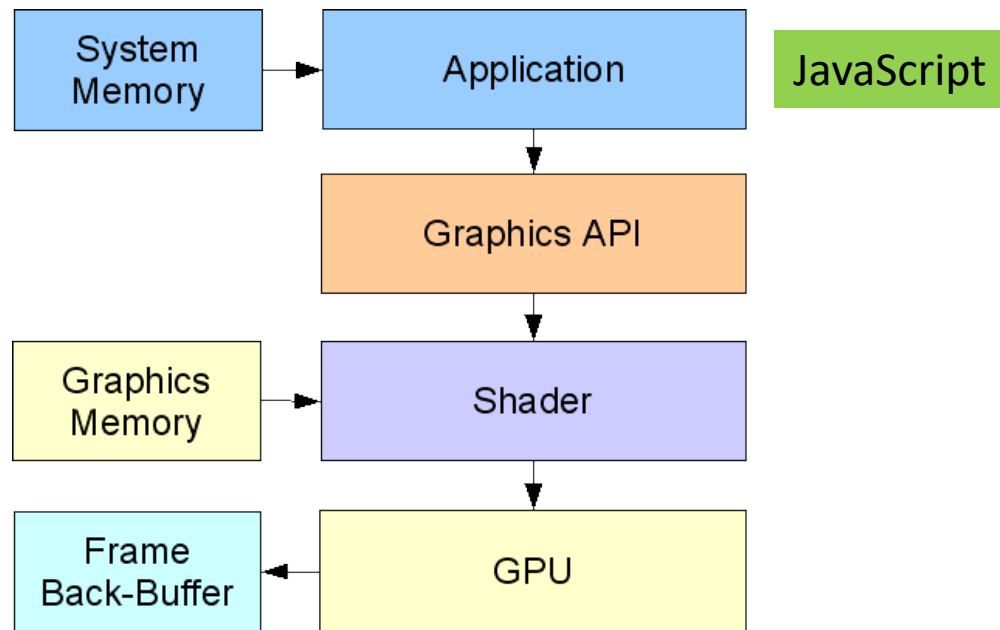 System
Memory
Application
JavaScript
Graphics API
Graphics
Memory
Shader
Frame
Back-Buffer
GPU